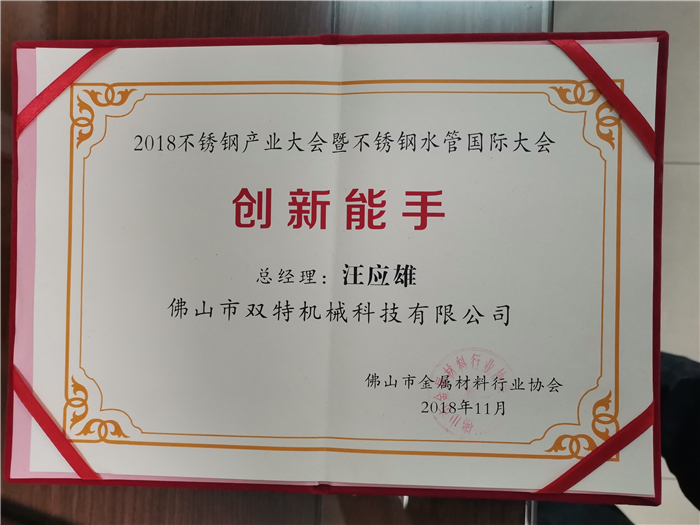 2018不锈钢产业大会暨不锈钢水管国际大会
创新能手
总经理：汪应雄
佛山市双特机械科技有限公司
佛山市金属材料行业协会
2018年11月